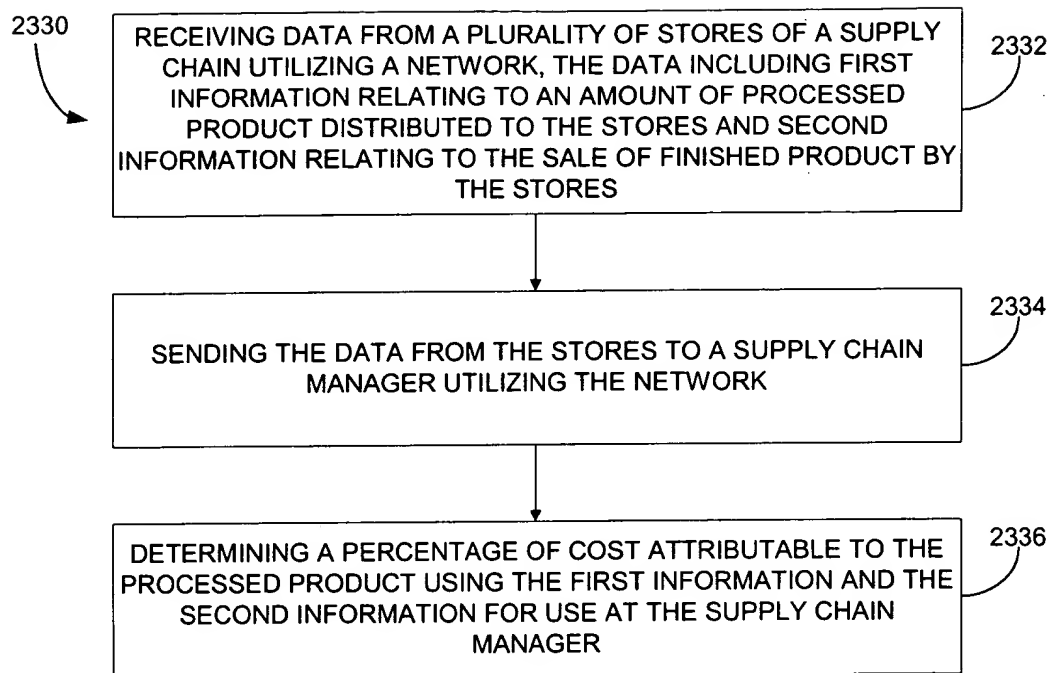 2330
RECEIVING DATA FROM A PLURALITY OF STORES OF A SUPPLY
CHAIN UTILIZING A NETWORK, THE DATA INCLUDING FIRST
INFORMATION RELATING TO AN AMOUNT OF PROCESSED
PRODUCT DISTRIBUTED TO THE STORES AND SECOND
INFORMATION RELATING TO THE SALE OF FINISHED PRODUCT BY
THE STORES
2332
SENDING THE DATA FROM THE STORES TO A SUPPLY CHAIN
MANAGER UTILIZING THE NETWORK
2334
DETERMINING A PERCENTAGE OF COST ATTRIBUTABLE TO THE
PROCESSED PRODUCT USING THE FIRST INFORMATION AND THE
SECOND INFORMATION FOR USE AT THE SUPPLY CHAIN
MANAGER
2336